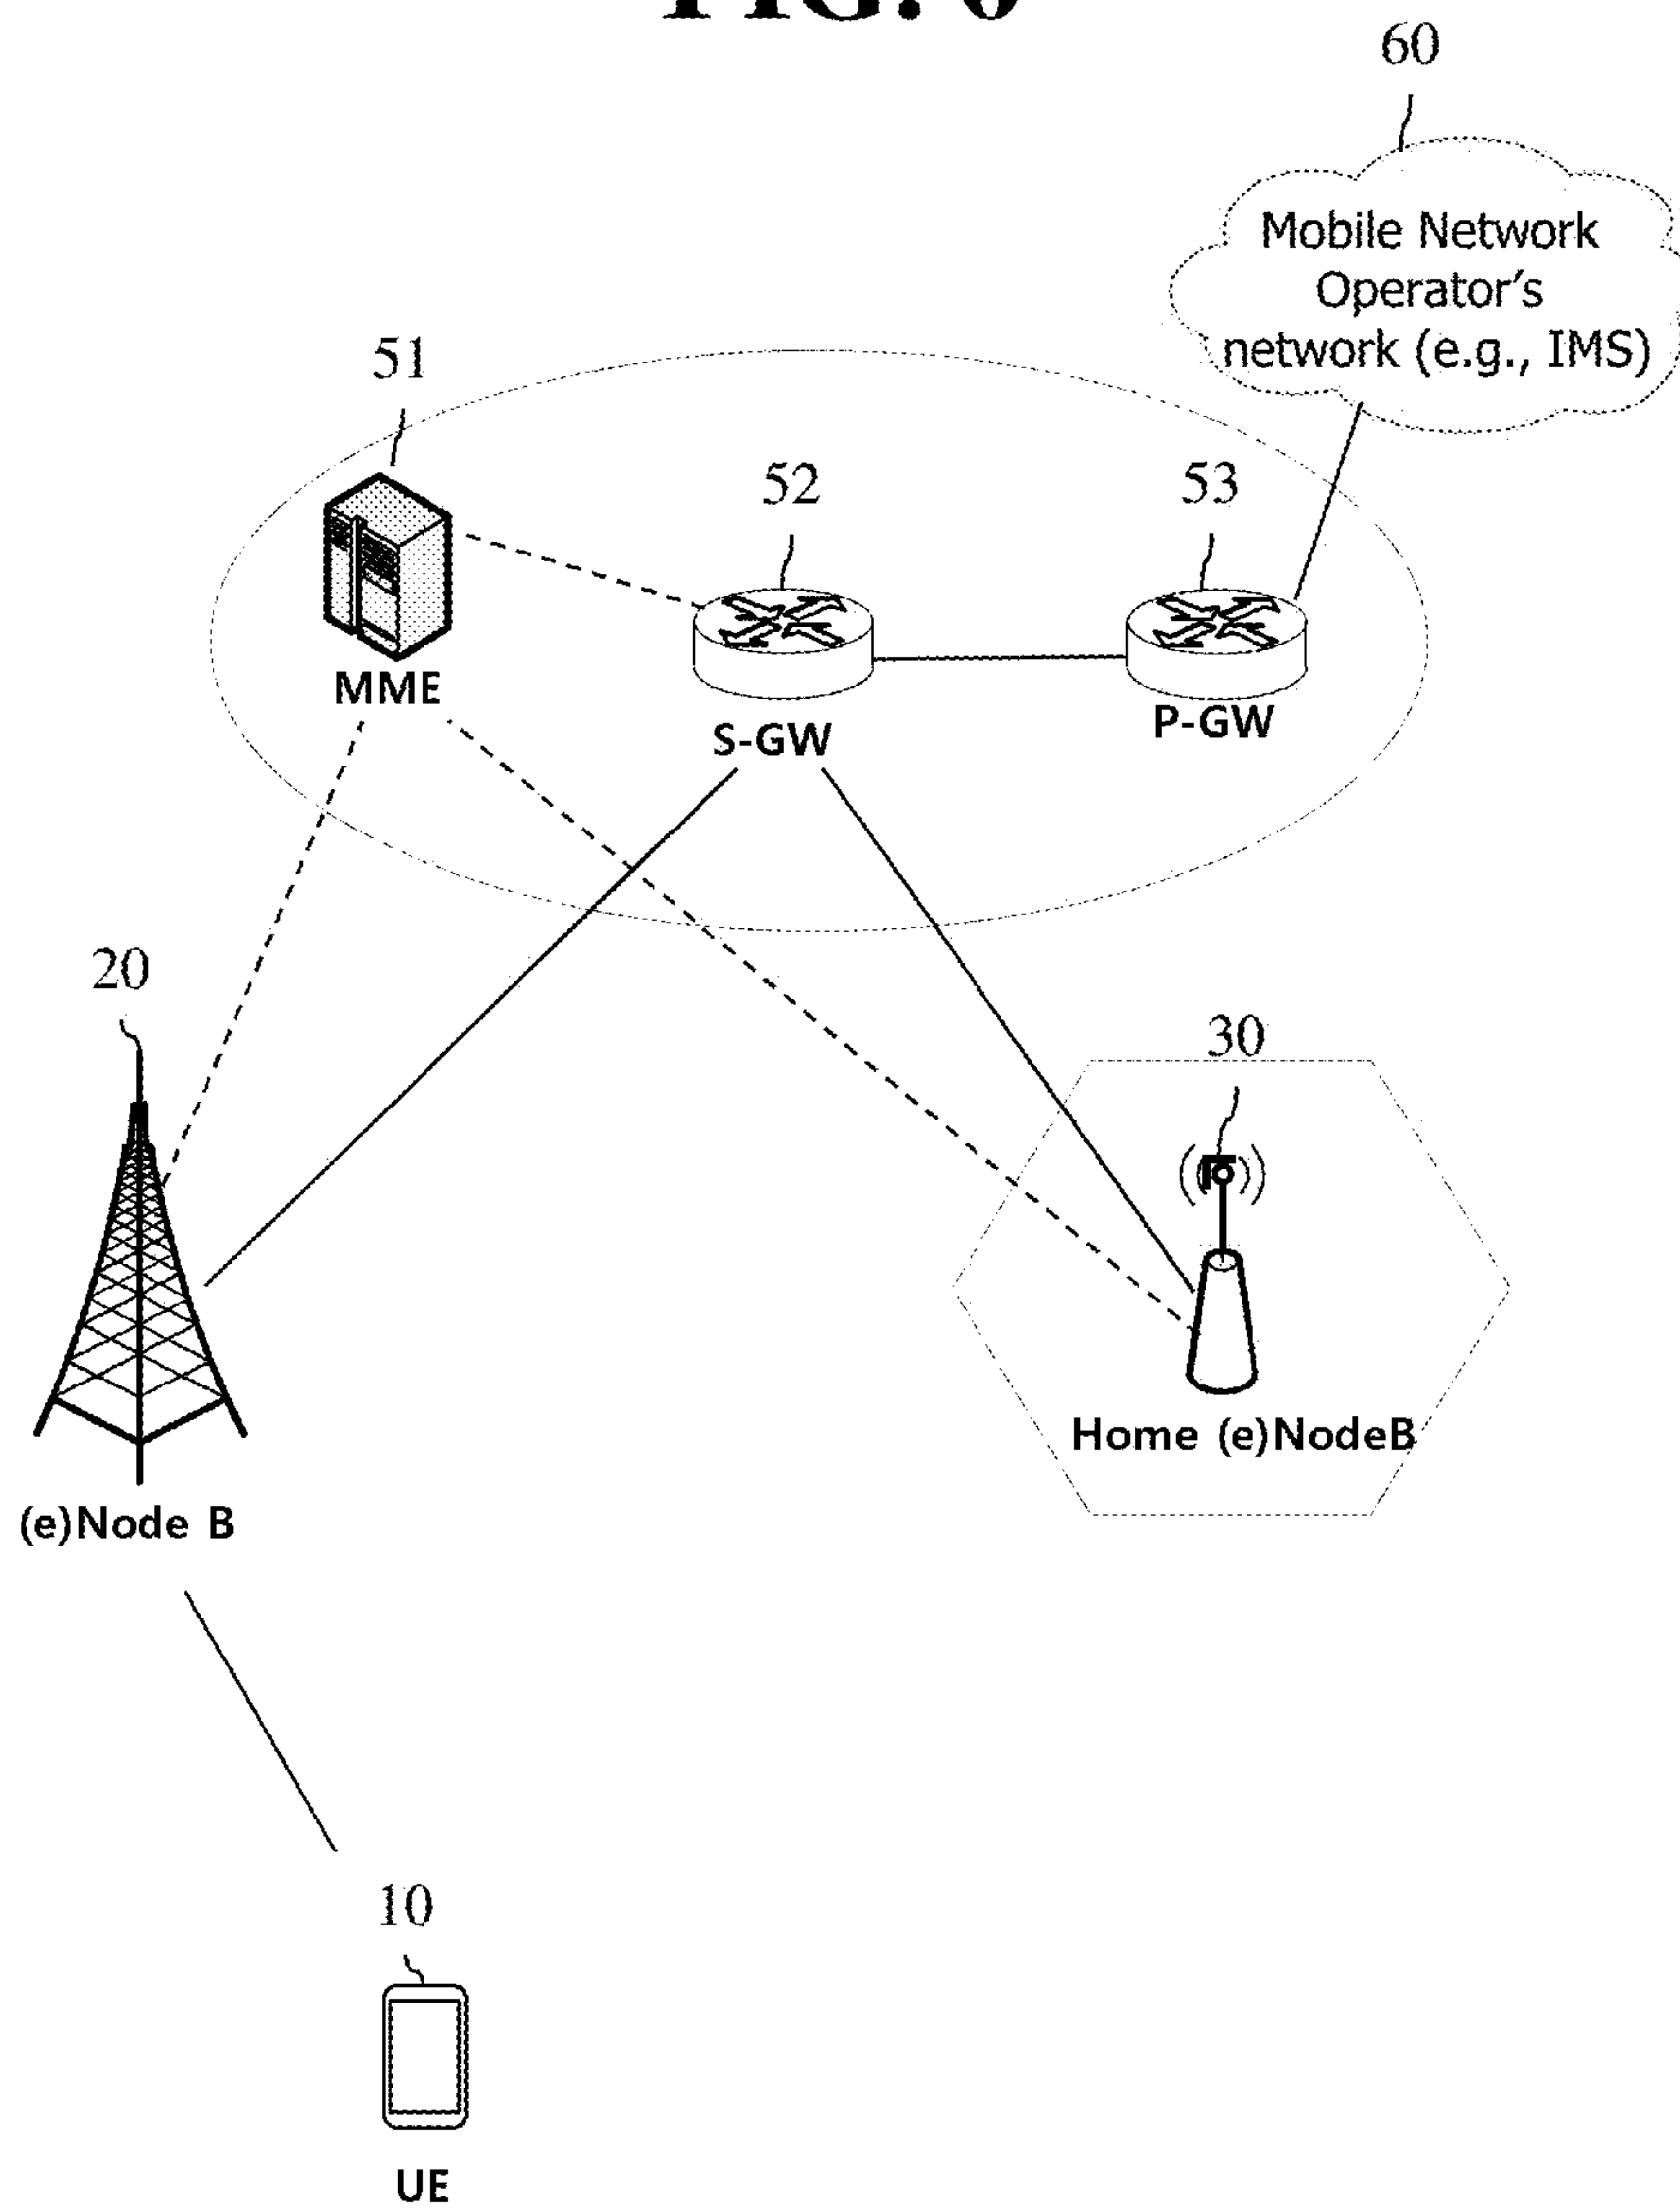 60
Mobile Network
Operator's
network (e.g., IMS)
51
52
53
MME
S-GW
P-GW
20
30
Home (e)NodeB
(e)Node B
10
UE